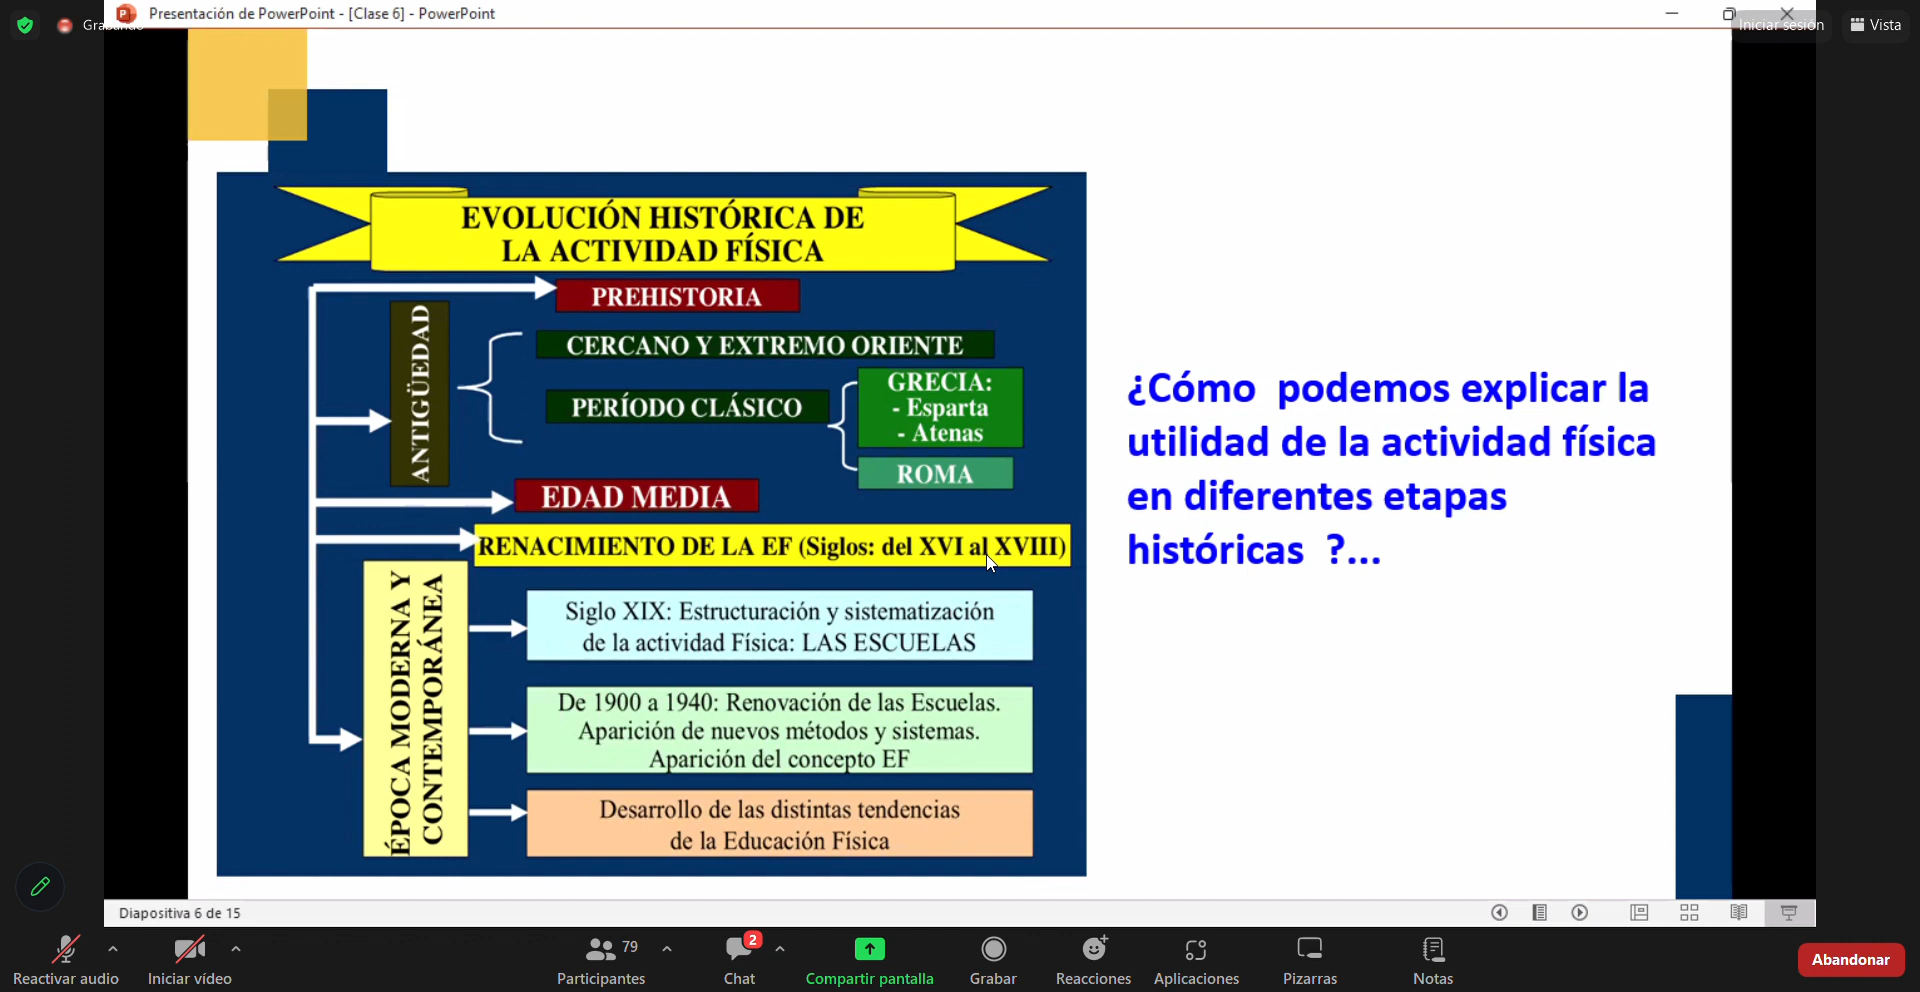 Presentación de PowerPoint - [Clase 6] - PowerPoint
Grabando
Iniciar sesión
Vista
EVOLUCIÓN HISTÓRICA DE
LA ACTIVIDAD FÍSICA
PREHISTORIA
ANTIGÜEDAD
CERCANO Y EXTREMO ORIENTE
PERÍODO CLÁSICO
GRECIA:
- Esparta
- Atenas
ROMA
EDAD MEDIA
RENACIMIENTO DE LA EF (Siglos: del XVI al XVIII)
ÉPOCA MODERNA Y
CONTEMPORÁNEA
Siglo XIX: Estructuración y sistematización
de la actividad Física: LAS ESCUELAS
De 1900 a 1940: Renovación de las Escuelas.
Aparición de nuevos métodos y sistemas.
Aparición del concepto EF
Desarrollo de las distintas tendencias
de la Educación Física
¿Cómo  podemos explicar la
utilidad de la actividad física
en diferentes etapas
históricas  ?...
Diapositiva 6 de 15
Reactivar audio
Iniciar vídeo
79
Participantes
2
Chat
Compartir pantalla
Grabar
Reacciones
Aplicaciones
Pizarras
Notas
Abandonar